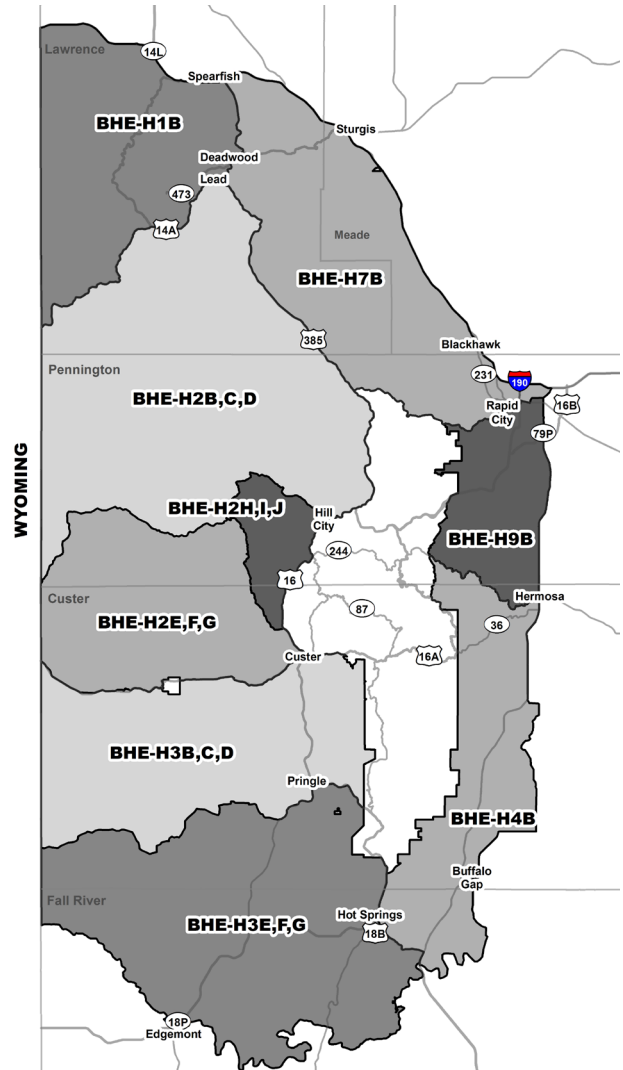 Lawrence
14L
Spearfish
BHE-H1B
Sturgis
Deadwood
Lead
473
14A
Meade
BHE-H7B
385
Blackhawk
Pennington
231
190
BHE-H2B,C,D
Rapid
City
16B
79P
WYOMING
BHE-H2H,I,J
Hill
City
BHE-H9B
244
16
Custer
87
Hermosa
BHE-H2E,F,G
36
Custer
16A
BHE-H3B,C,D
Pringle
BHE-H4B
Buffalo
Gap
Fall River
Hot Springs
BHE-H3E,F,G
18B
18P
Edgemont